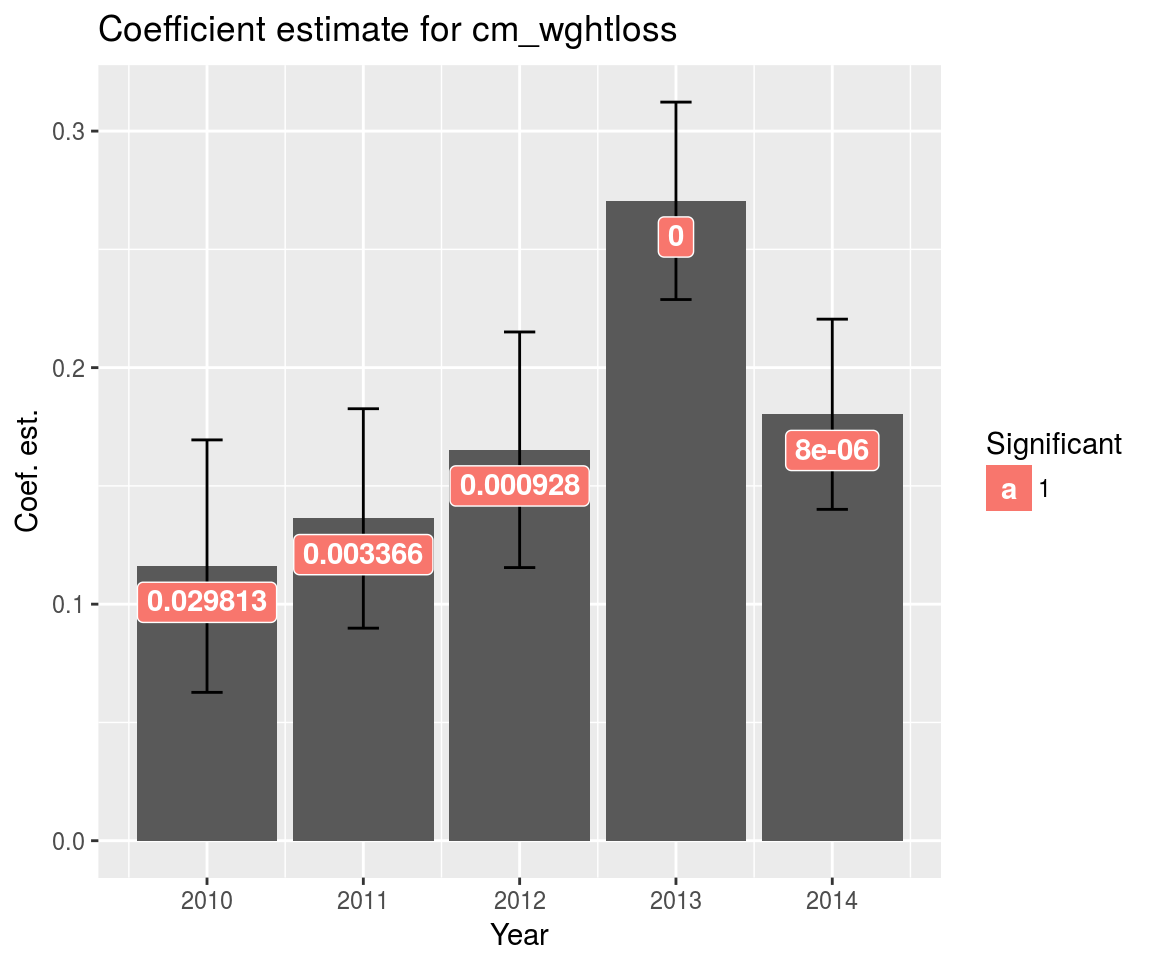 Coefficient estimate for cm_wghtloss
Coef. est.
0.3
0.2
0.1
0.0
0.029813
0.003366
0.000928
0
8e-06
2010
2011
2012
2013
2014
Year
Significant
a 1